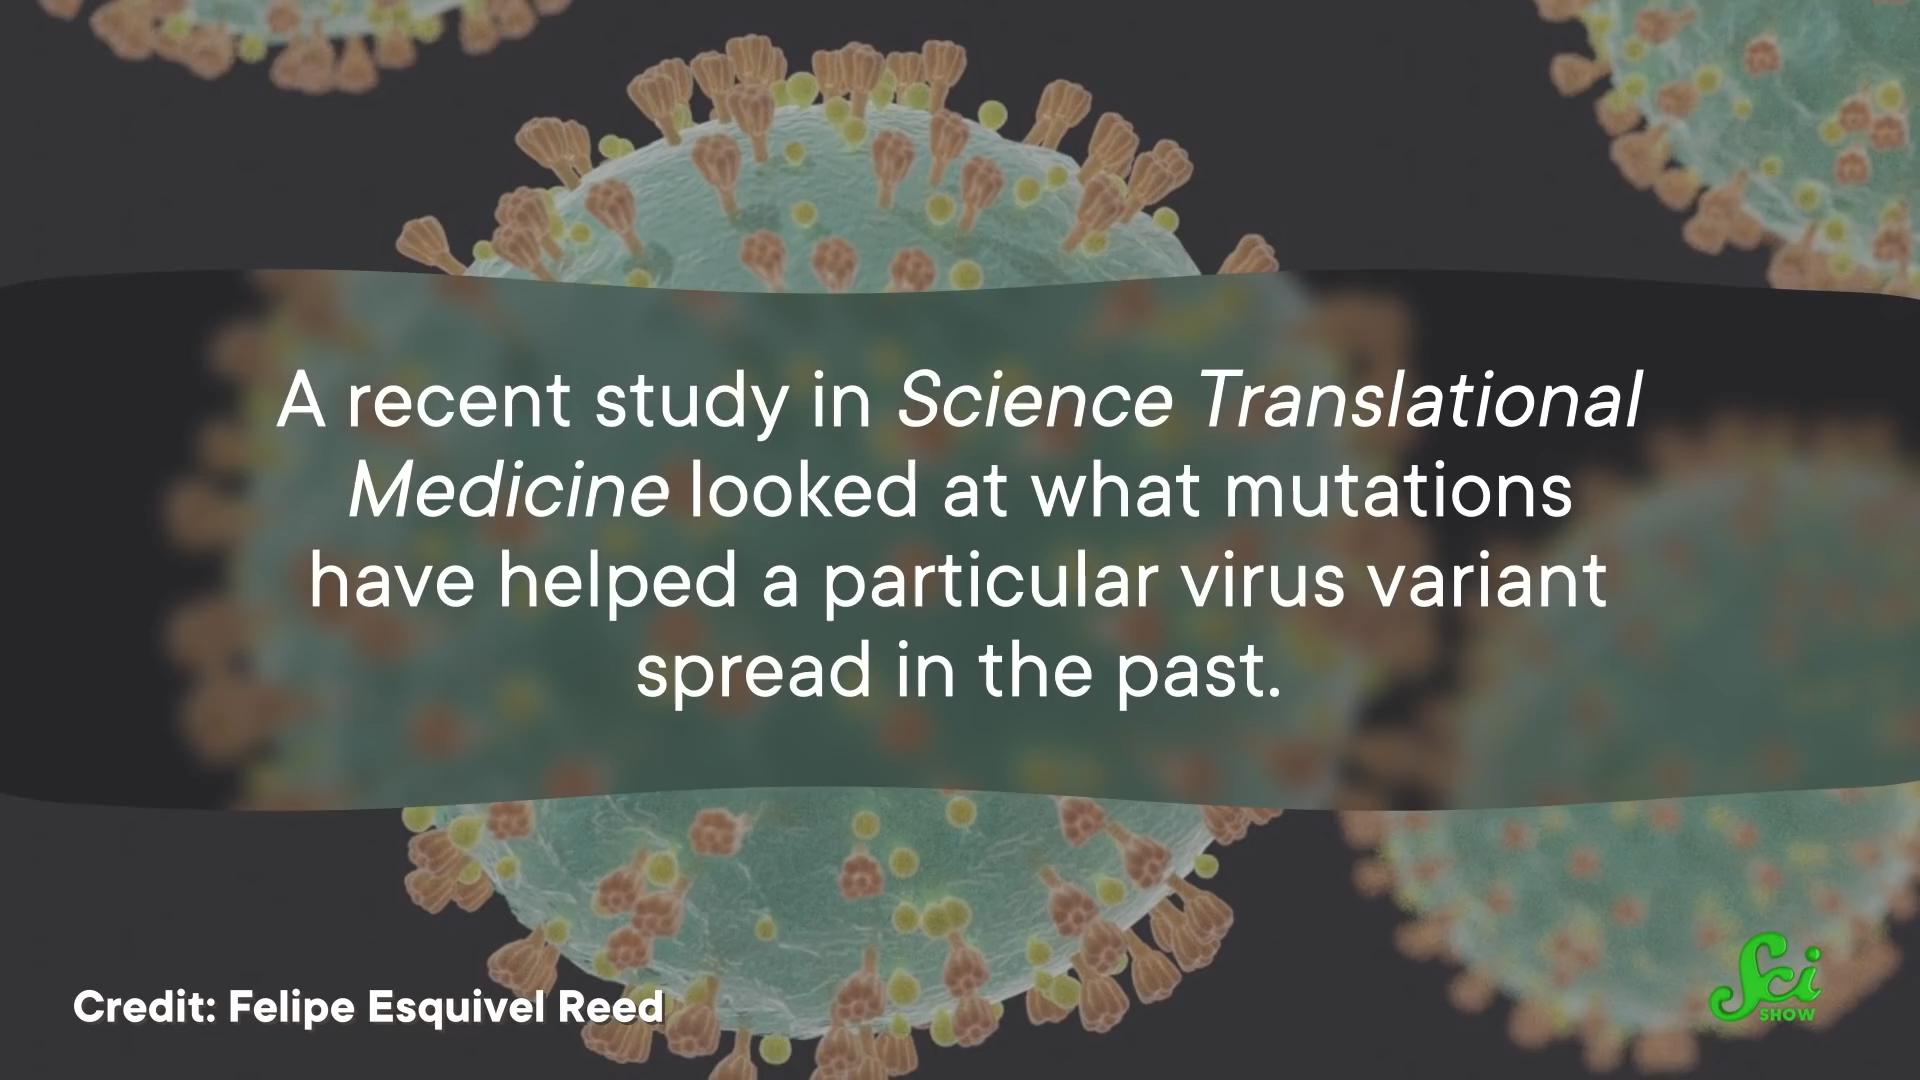 A recent study in Science Translational
Medicine looked at what mutations
have helped a particular virus variant
spread in the past.
Credit: Felipe Esquivel Reed
Sci
SHOW